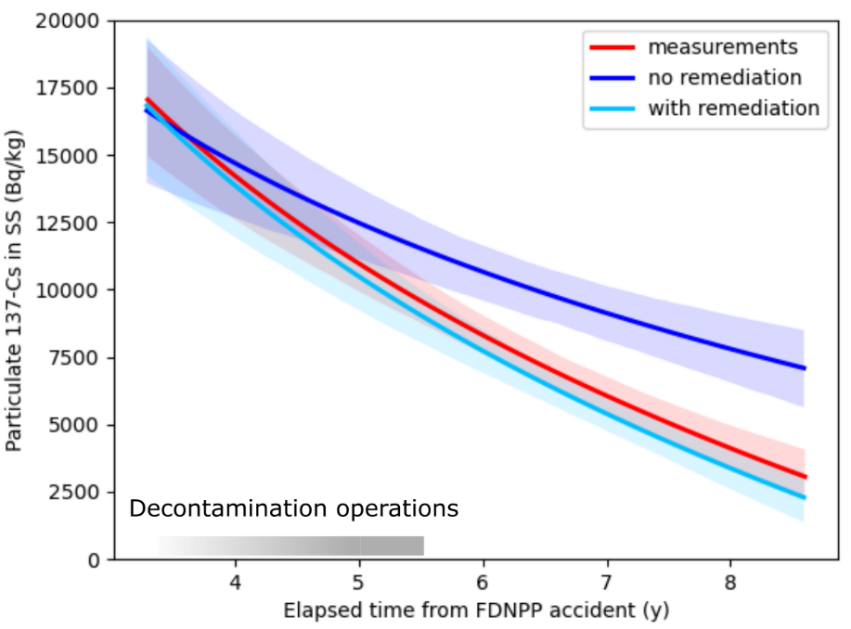 20000
17500
15000
12500
10000
7500
5000
2500
0
Particulate 137-Cs in SS (Bq/kg)
measurements
no remediation
with remediation
Decontamination operations
4 5 6 7 8
Elapsed time from FDNPP accident (y)